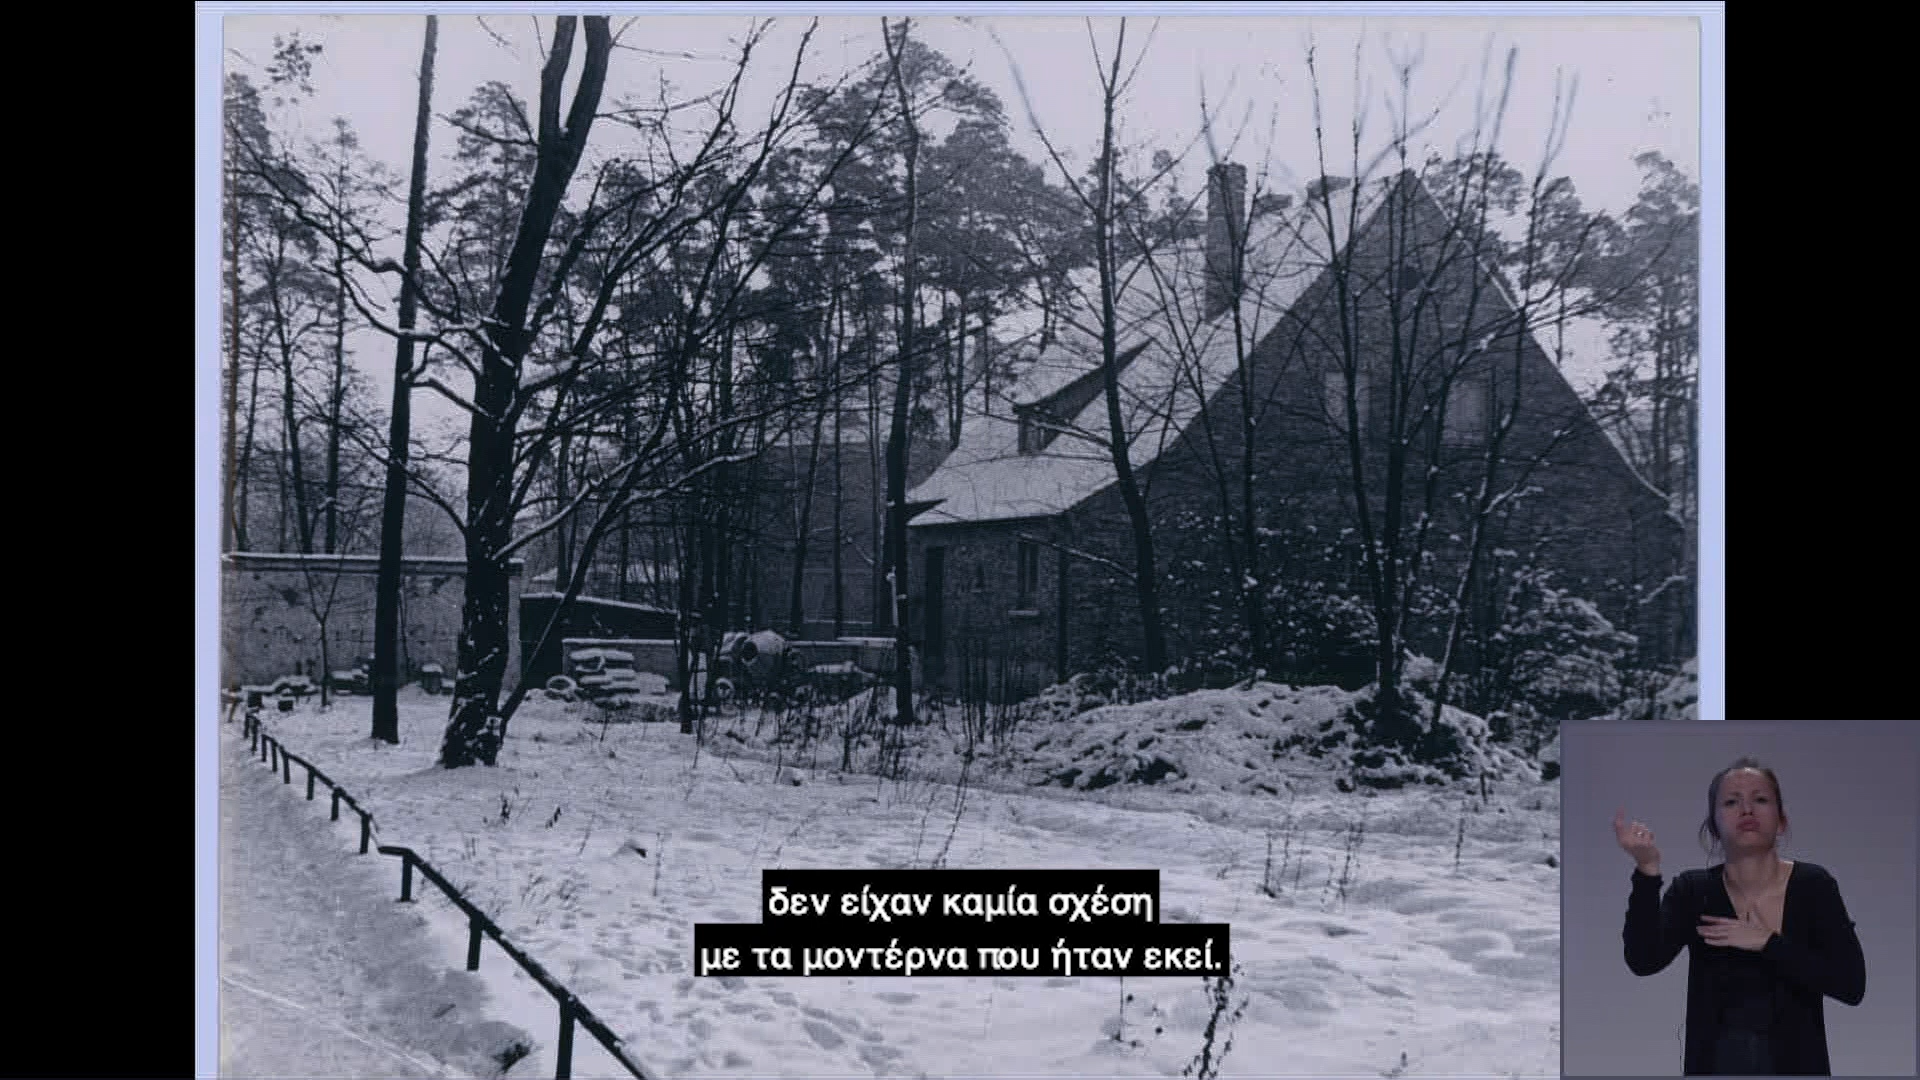 δεν είχαν καμία σχέση
με τα μοντέρνα που ήταν εκεί.